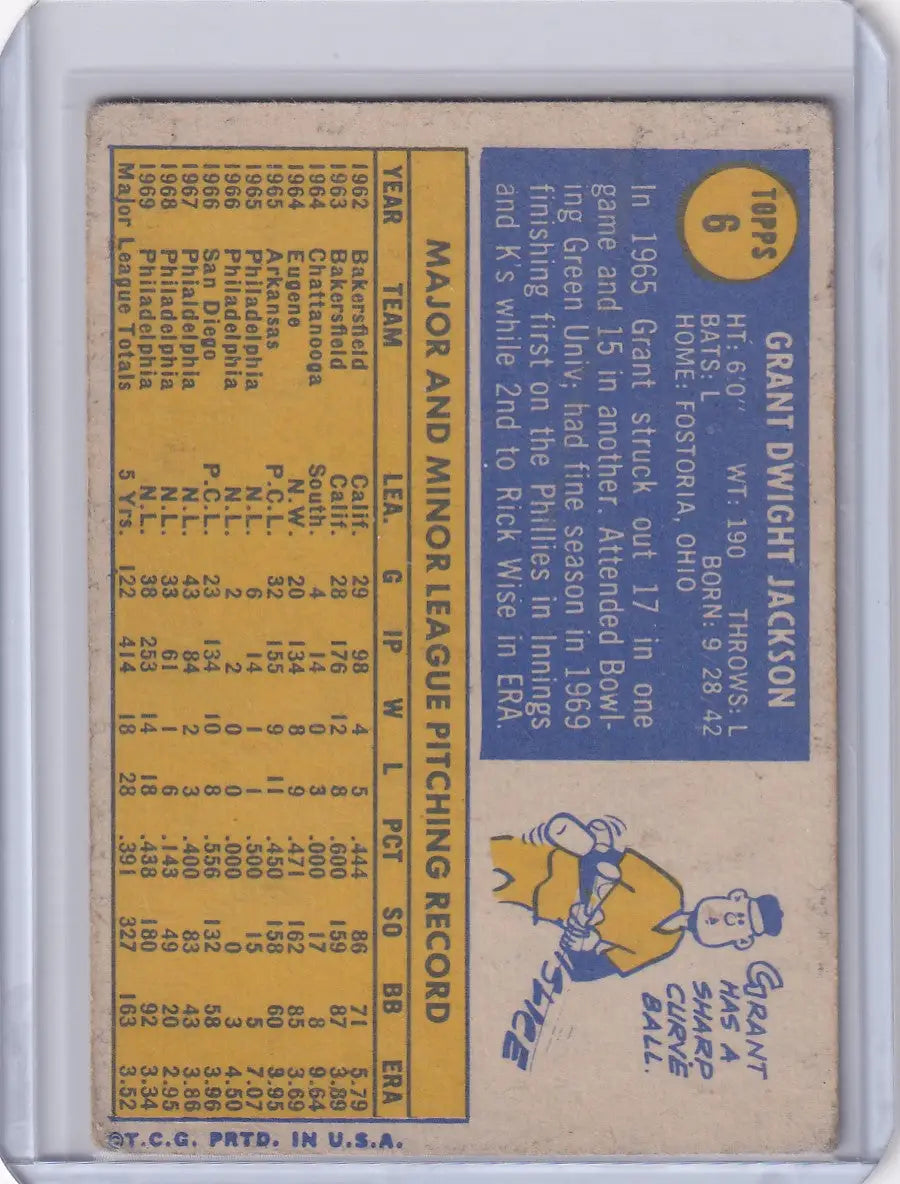 TOPPS
6
GRANT DWIGHT JACKSON
HT: 6'0" WT: 190 THROWS: L
BATS: L BORN: 9 28 42
HOME: FOSTORIA, OHIO
In 1965 Grant struck out 17 in one
game and 15 in another. Attended Bowl-
ing Green Univ; had fine season in 1969
finishing first on the Phillies in Innings
and K's while 2nd to Rick Wise in ERA.
GRANT
HAS A
SHARP
CURVE
BALL.
SLICE
MAJOR AND MINOR LEAGUE PITCHING RECORD
YEAR TEAM LEA. G IP W L PCT SO BB ERA
1962 Bakersfield Calif. 29 98 4 5 .444 86 71 5.79
1963 Bakersfield Calif. 28 176 12 8 .600 159 87 3.89
1964 Chattanooga South. 4 14 0 3 .000 17 8 9.64
1964 Eugene N.W. 20 134 8 9 .471 162 85 3.69
1965 Arkansas P.C.L. 32 155 9 11 .450 158 60 3.95
1965 Philadelphia N.L. 6 14 1 1 .500 15 5 7.07
1966 Philadelphia N.L. 2 2 0 0 .000 0 3 4.50
1966 San Diego P.C.L. 23 134 10 8 .556 132 58 3.96
1967 Phialdelphia N.L. 43 84 2 3 .400 83 43 3.86
1968 Philadelphia N.L. 33 61 1 6 .143 49 20 2.95
1969 Philadelphia N.L. 38 253 14 18 .438 180 92 3.34
Major League Totals 5 Yrs. 122 414 18 28 .391 327 163 3.52
©T.C.G. PRTD. IN U.S.A.